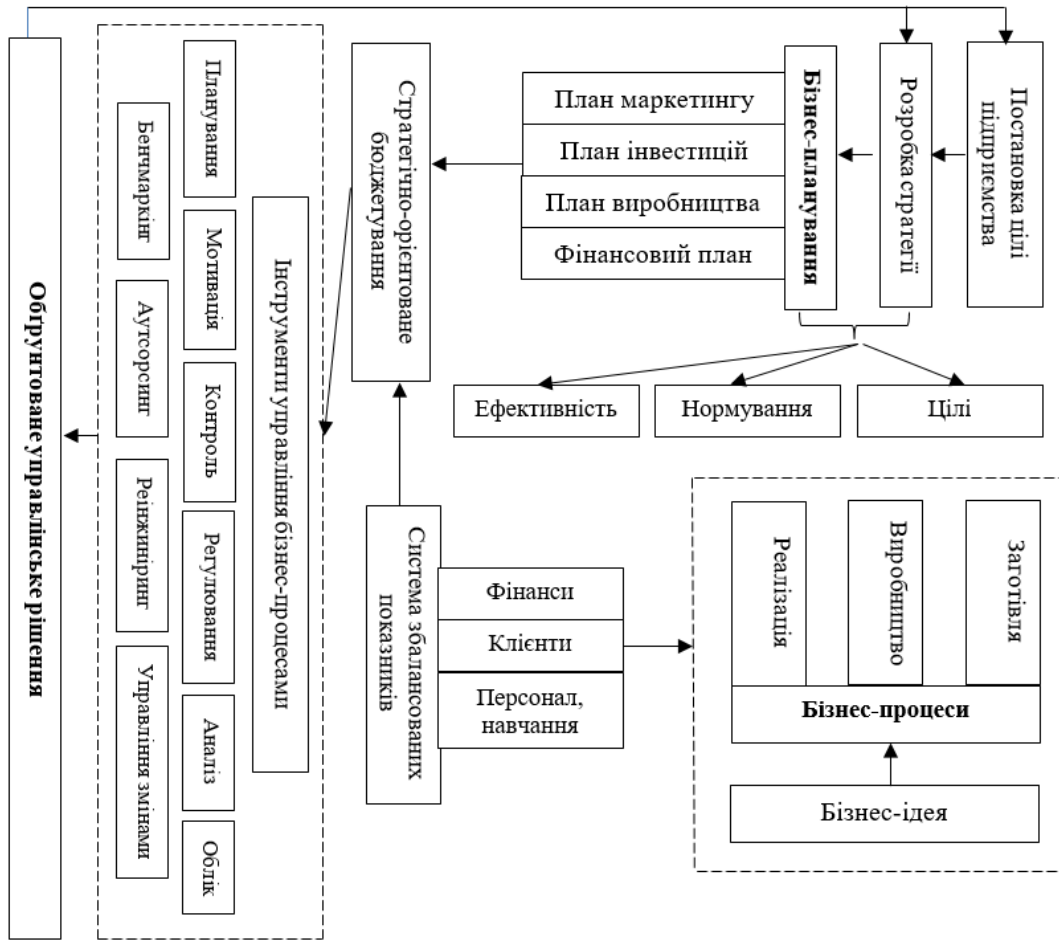 Обґрунтоване управлінське рішення
Бенчмаркінг
Аутсорсинг
Реінжиніринг
Управління змінами
Планування
Мотивація
Контроль
Регулювання
Аналіз
Облік
Інструменти управління бізнес-процесами
Стратегічно-орієнтоване
бюджетування
План маркетингу
План інвестицій
План виробництва
Фінансовий план
Бізнес-планування
Розробка стратегії
Постановка цілі
підприємства
Ефективність
Нормування
Цілі
Система збалансованих
показників
Фінанси
Клієнти
Персонал,
навчання
Реалізація
Виробництво
Заготівля
Бізнес-процеси
Бізнес-ідея